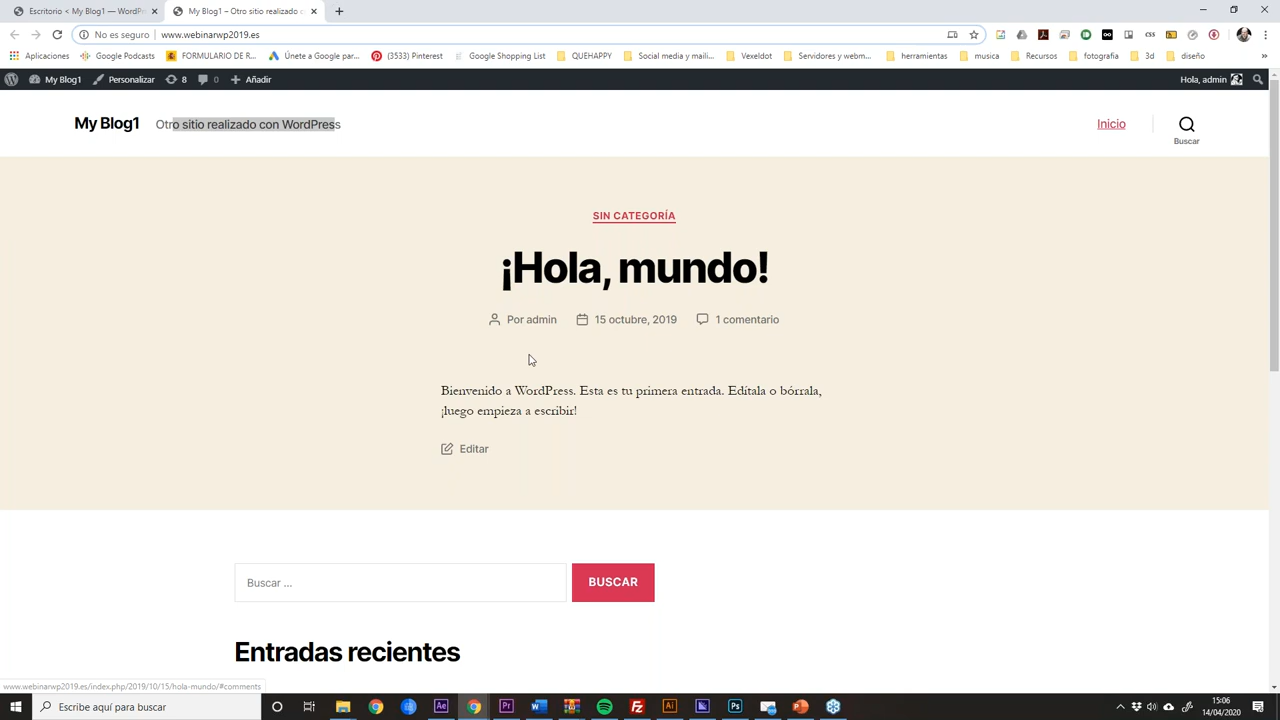 Escritorio < My Blog1 — WordPr
My Blog1 – Otro sitio realizado c
No es seguro | www.webinarwp2019.es
Aplicaciones Google Podcasts FORMULARIO DE R... Únete a Google par... (3533) Pinterest Google Shopping List QUEHAPPY Social media y maili... Vexeldot Servidores y webm... herramientas musica Recursos fotografia 3d diseño »
My Blog1 Personalizar 8 0 Añadir Hola, admin
My Blog1 Otro sitio realizado con WordPress Inicio
Buscar
SIN CATEGORÍA
¡Hola, mundo!
Por admin 15 octubre, 2019 1 comentario
Bienvenido a WordPress. Esta es tu primera entrada. Edítala o bórrala,
¡luego empieza a escribir!
Editar
Buscar ... BUSCAR
Entradas recientes
www.webinarwp2019.es/index.php/2019/10/15/hola-mundo/#comments
Escribe aquí para buscar
15:06
14/04/2020